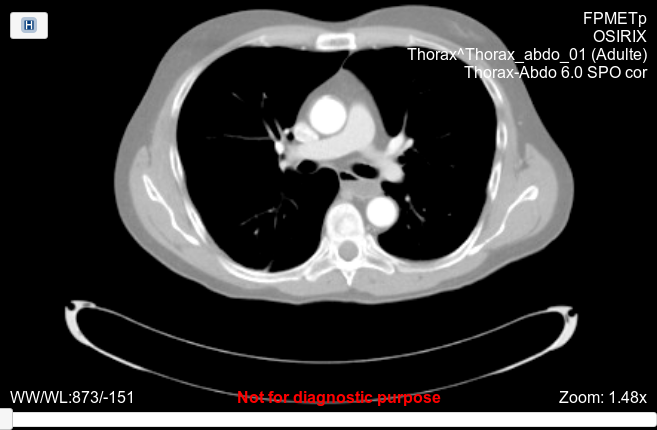 H
FPMETp
OSIRIX
Thorax^Thorax_abdo_01 (Adulte)
Thorax-Abdo 6.0 SPO cor
WW/WL:873/-151
Not for diagnostic purpose
Zoom: 1.48x